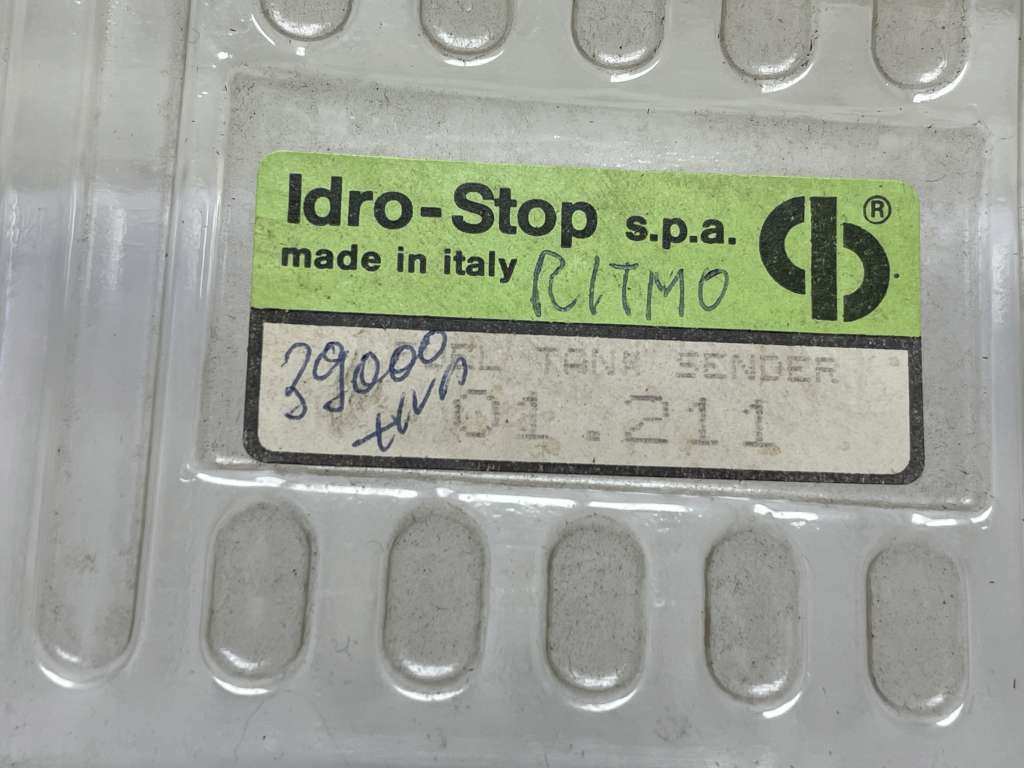 Idro-Stop s.p.a. ®
made in italy RITMO
39000 TANK SENDER
01.211